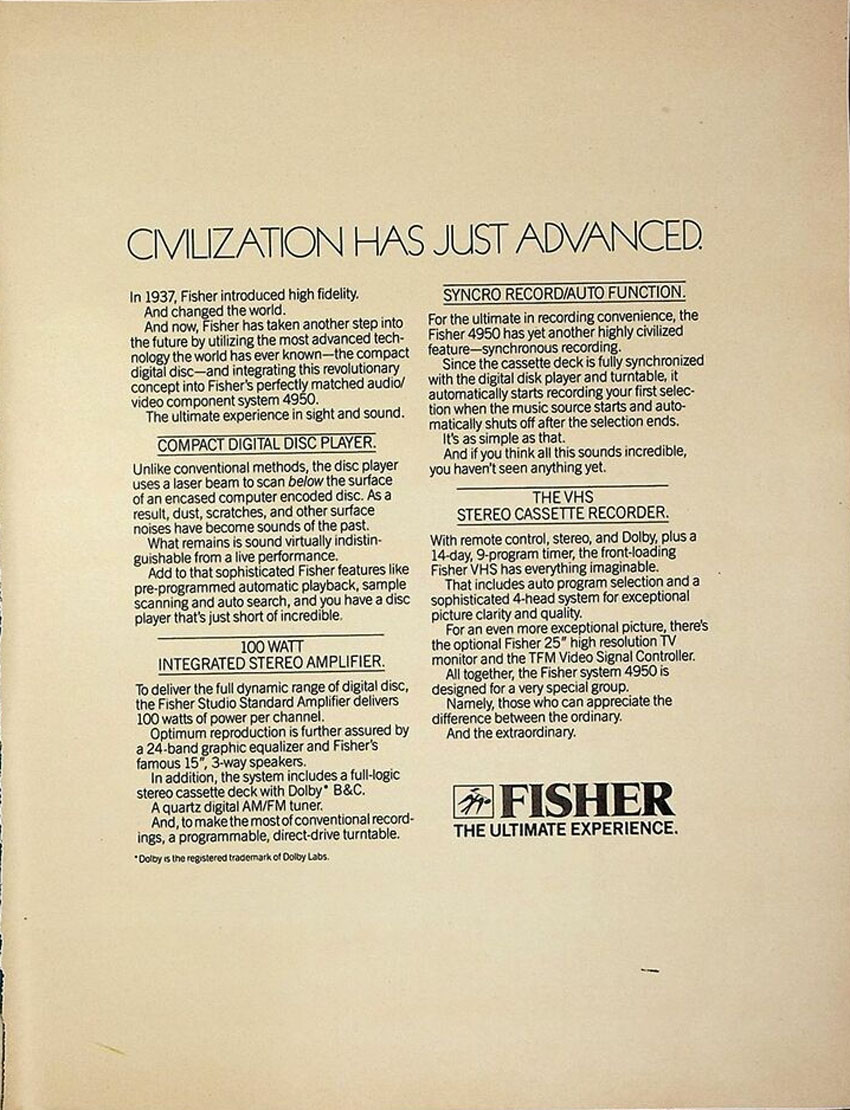 CIVILIZATION HAS JUST ADVANCED.
In 1937, Fisher introduced high fidelity.
And changed the world.
And now, Fisher has taken another step into
the future by utilizing the most advanced tech-
nology the world has ever known—the compact
digital disc—and integrating this revolutionary
concept into Fisher's perfectly matched audio/
video component system 4950.
The ultimate experience in sight and sound.
COMPACT DIGITAL DISC PLAYER.
Unlike conventional methods, the disc player
uses a laser beam to scan below the surface
of an encased computer encoded disc. As a
result, dust, scratches, and other surface
noises have become sounds of the past.
What remains is sound virtually indistin-
guishable from a live performance.
Add to that sophisticated Fisher features like
pre-programmed automatic playback, sample
scanning and auto search, and you have a disc
player that's just short of incredible.
100 WATT
INTEGRATED STEREO AMPLIFIER.
To deliver the full dynamic range of digital disc,
the Fisher Studio Standard Amplifier delivers
100 watts of power per channel.
Optimum reproduction is further assured by
a 24-band graphic equalizer and Fisher's
famous 15", 3-way speakers.
In addition, the system includes a full-logic
stereo cassette deck with Dolby* B&C.
A quartz digital AM/FM tuner.
And, to make the most of conventional record-
ings, a programmable, direct-drive turntable.
*Dolby is the registered trademark of Dolby Labs.
SYNCRO RECORD/AUTO FUNCTION.
For the ultimate in recording convenience, the
Fisher 4950 has yet another highly civilized
feature—synchronous recording.
Since the cassette deck is fully synchronized
with the digital disk player and turntable, it
automatically starts recording your first selec-
tion when the music source starts and auto-
matically shuts off after the selection ends.
It's as simple as that.
And if you think all this sounds incredible,
you haven't seen anything yet.
THE VHS
STEREO CASSETTE RECORDER.
With remote control, stereo, and Dolby, plus a
14-day, 9-program timer, the front-loading
Fisher VHS has everything imaginable.
That includes auto program selection and a
sophisticated 4-head system for exceptional
picture clarity and quality.
For an even more exceptional picture, there's
the optional Fisher 25" high resolution TV
monitor and the TFM Video Signal Controller.
All together, the Fisher system 4950 is
designed for a very special group.
Namely, those who can appreciate the
difference between the ordinary.
And the extraordinary.
FISHER
THE ULTIMATE EXPERIENCE.